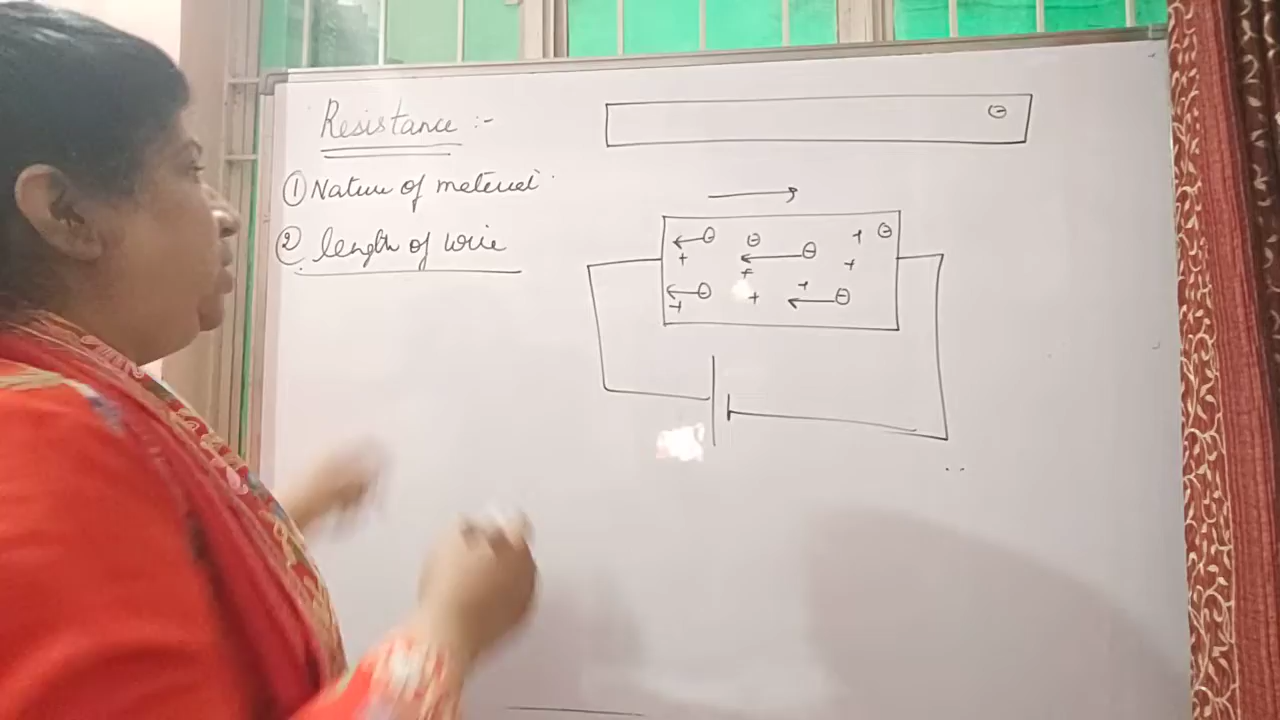 Resistance :-
① Nature of material.
② length of wire
⊖
⊖ ⊖ ⊖ + ⊖
+ + +
⊖ + + ⊖
+